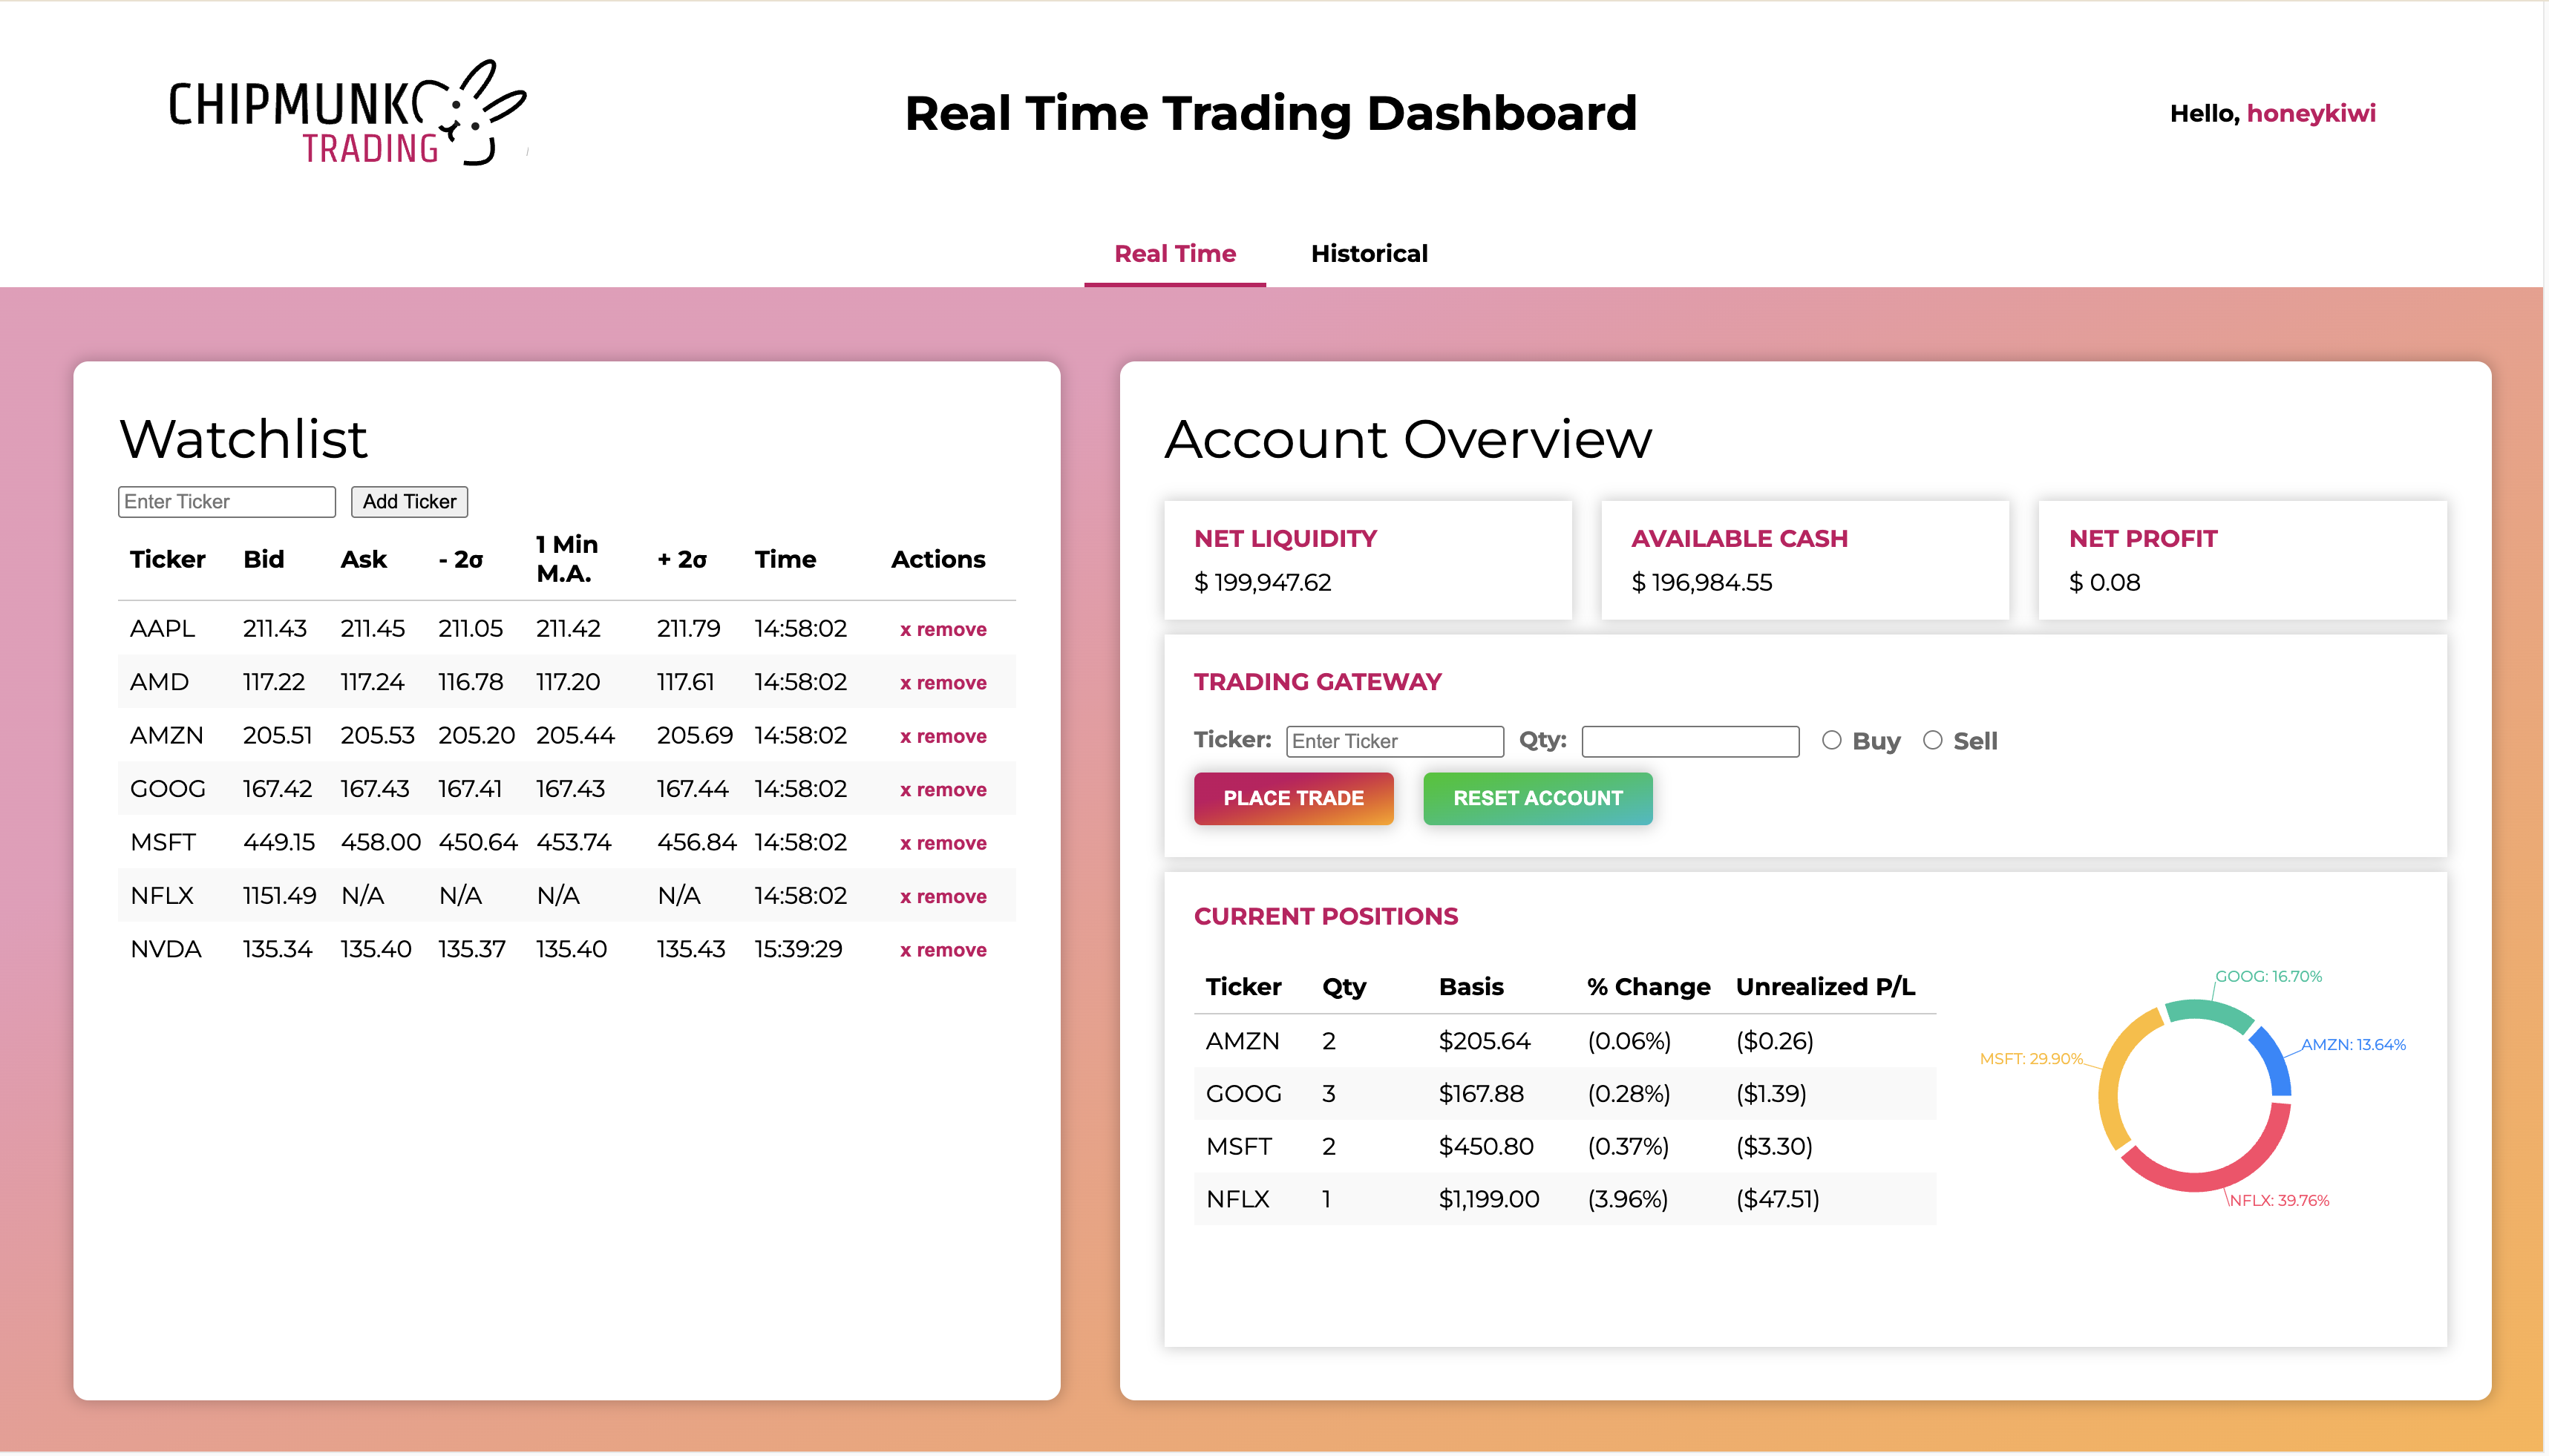 CHIPMUNK
TRADING
Real Time Trading Dashboard
Hello, honeykiwi
Real Time Historical
Watchlist
Enter Ticker Add Ticker
Ticker Bid Ask - 2σ 1 Min M.A. + 2σ Time Actions
AAPL 211.43 211.45 211.05 211.42 211.79 14:58:02 x remove
AMD 117.22 117.24 116.78 117.20 117.61 14:58:02 x remove
AMZN 205.51 205.53 205.20 205.44 205.69 14:58:02 x remove
GOOG 167.42 167.43 167.41 167.43 167.44 14:58:02 x remove
MSFT 449.15 458.00 450.64 453.74 456.84 14:58:02 x remove
NFLX 1151.49 N/A N/A N/A N/A 14:58:02 x remove
NVDA 135.34 135.40 135.37 135.40 135.43 15:39:29 x remove
Account Overview
NET LIQUIDITY
$ 199,947.62
AVAILABLE CASH
$ 196,984.55
NET PROFIT
$ 0.08
TRADING GATEWAY
Ticker: Enter Ticker Qty: Buy Sell
PLACE TRADE RESET ACCOUNT
CURRENT POSITIONS
Ticker Qty Basis % Change Unrealized P/L
AMZN 2 $205.64 (0.06%) ($0.26)
GOOG 3 $167.88 (0.28%) ($1.39)
MSFT 2 $450.80 (0.37%) ($3.30)
NFLX 1 $1,199.00 (3.96%) ($47.51)
GOOG: 16.70%
AMZN: 13.64%
MSFT: 29.90%
NFLX: 39.76%